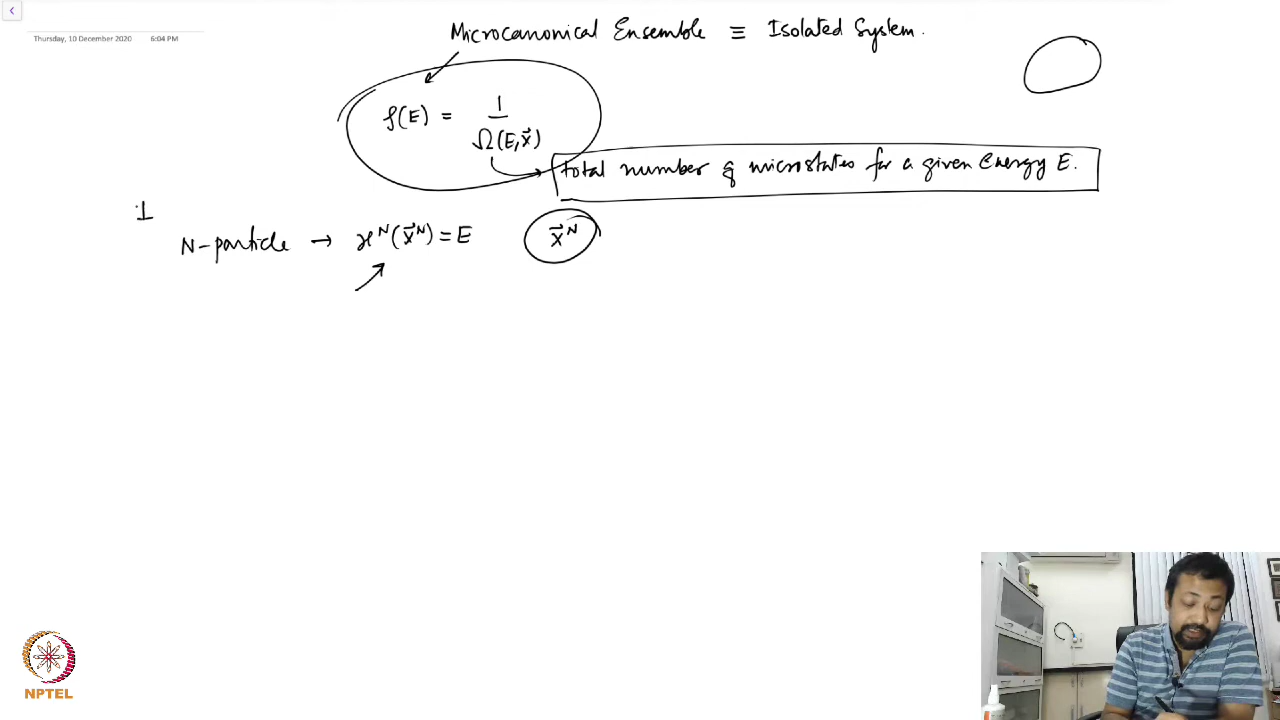 Microcanonical Ensemble ≡ Isolated System.
Thursday, 10 December 2020 6:04 PM
ρ(E) = 1 / Ω(E, x⃗)
total number of microstates for a given Energy E.
1
N-particle → ℋᴺ(x⃗ᴺ) = E x⃗ᴺ
NPTEL